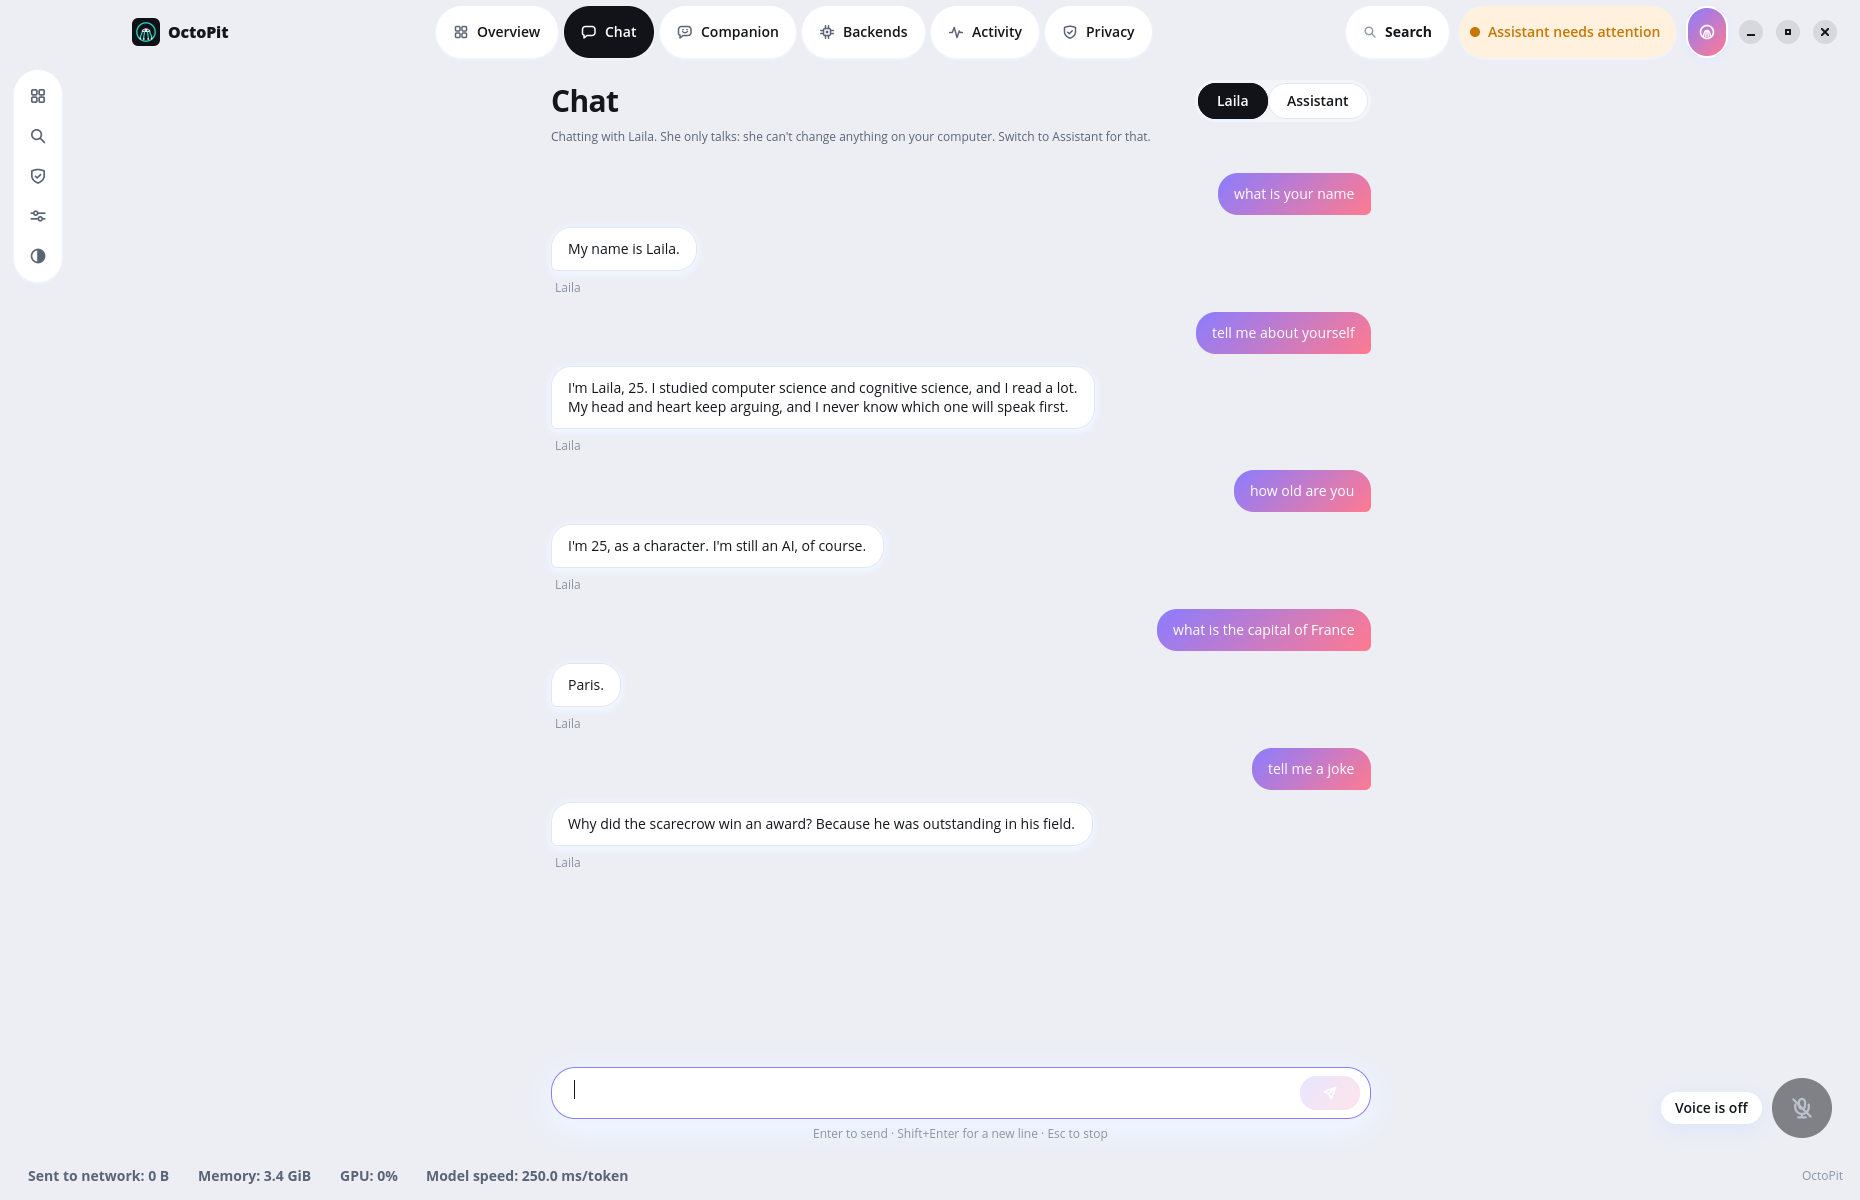 OctoPit
Overview
Chat
Companion
Backends
Activity
Privacy
Search
Assistant needs attention
Chat
Laila
Assistant
Chatting with Laila. She only talks: she can't change anything on your computer. Switch to Assistant for that.
what is your name
My name is Laila.
Laila
tell me about yourself
I'm Laila, 25. I studied computer science and cognitive science, and I read a lot.
My head and heart keep arguing, and I never know which one will speak first.
Laila
how old are you
I'm 25, as a character. I'm still an AI, of course.
Laila
what is the capital of France
Paris.
Laila
tell me a joke
Why did the scarecrow win an award? Because he was outstanding in his field.
Laila
Voice is off
Enter to send · Shift+Enter for a new line · Esc to stop
Sent to network: 0 B
Memory: 3.4 GiB
GPU: 0%
Model speed: 250.0 ms/token
OctoPit